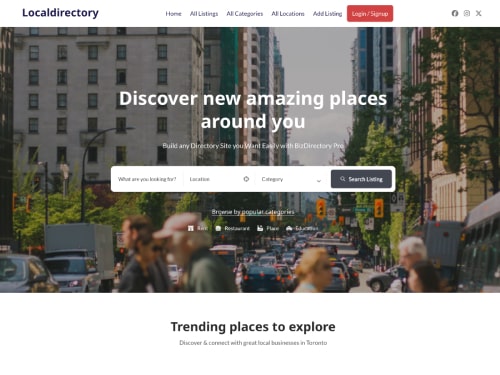 Localdirectory
Home
All Listings
All Categories
All Locations
Add Listing
Login / Signup
Discover new amazing places
around you
Build any Directory Site you Want Easily with BizDirectory Pro
What are you looking for?
Location
Category
Search Listing
Browse by popular categories
Rent
Restaurant
Place
Education
Trending places to explore
Discover & connect with great local businesses in Toronto